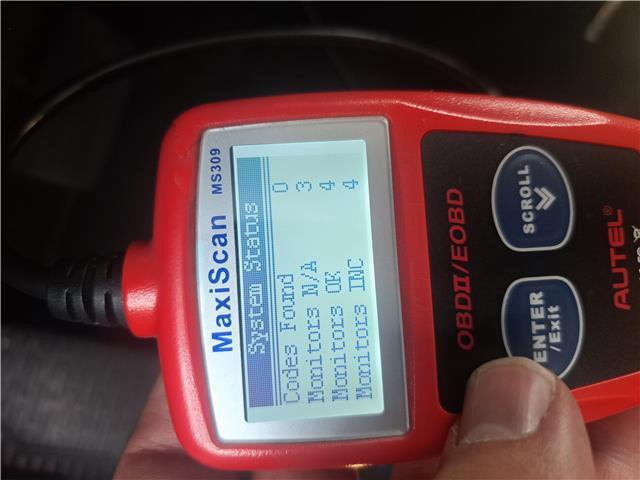 MaxiScan
MS309
System Status
Codes Found 0
Monitors N/A 3
Monitors OK 4
Monitors INC 4
OBDII/EOBD
ENTER
/Exit
SCROLL
AUTEL®